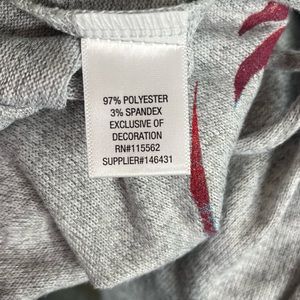 97% POLYESTER
3% SPANDEX
EXCLUSIVE OF
DECORATION
RN#115562
SUPPLIER#146431